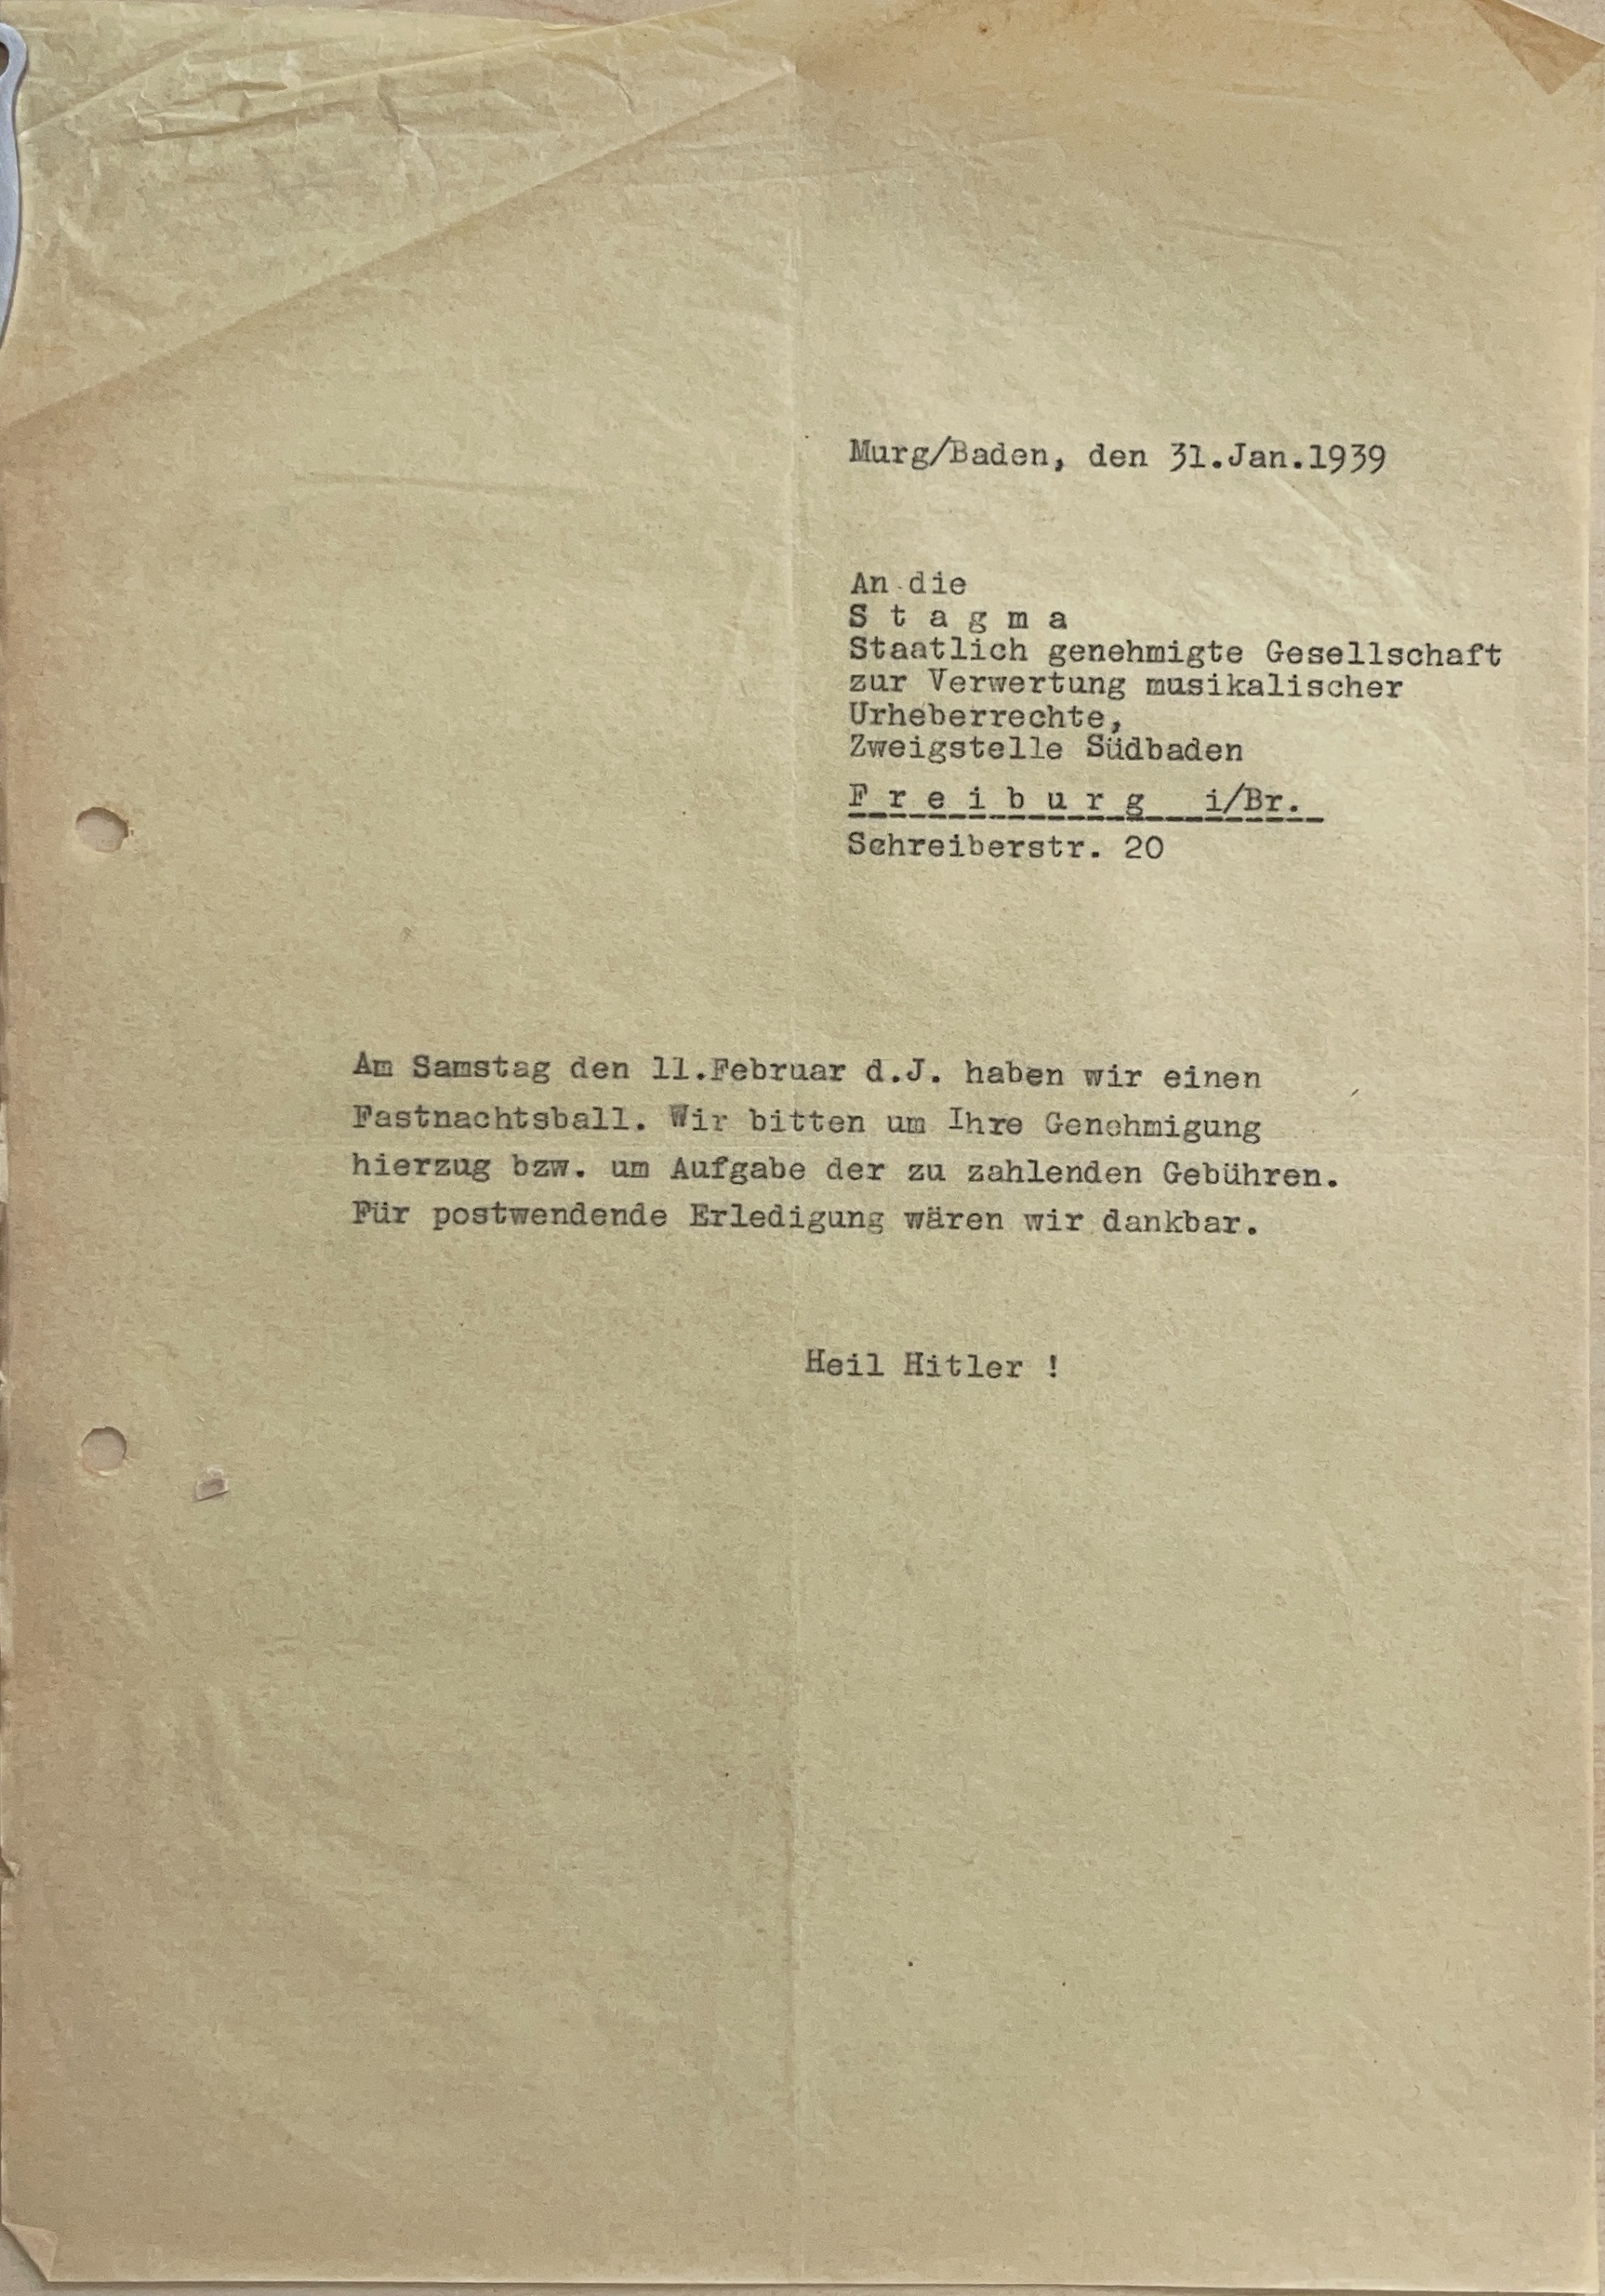 Murg/Baden, den 31.Jan.1939
An die
S t a g m a
Staatlich genehmigte Gesellschaft
zur Verwertung musikalischer
Urheberrechte,
Zweigstelle Südbaden
F r e i b u r g   i/Br.
Schreiberstr. 20
Am Samstag den 11.Februar d.J. haben wir einen
Fastnachtsball. Wir bitten um Ihre Genehmigung
hierzug bzw. um Aufgabe der zu zahlenden Gebühren.
Für postwendende Erledigung wären wir dankbar.
Heil Hitler !